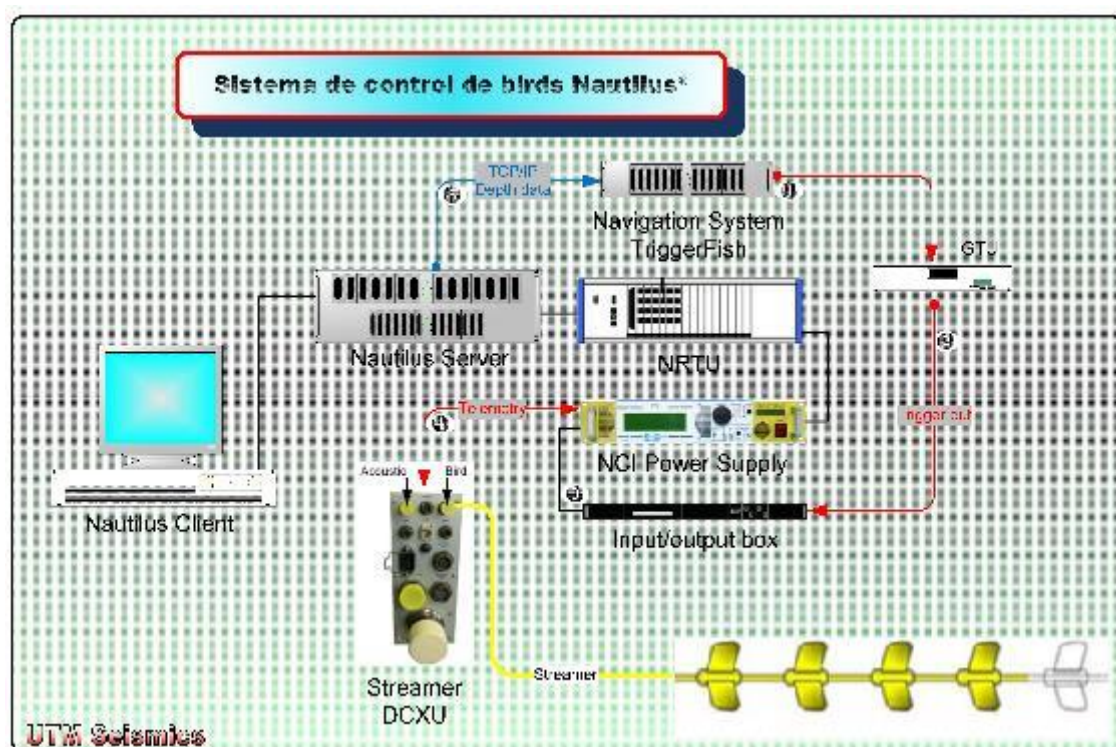 Sistema de control de birds Nautilus*
TCP/IP
Depth data
Navigation System
TriggerFish
GTU
Nautilus Server
NRTU
Telemetry
Trigger out
NCI Power Supply
Acoustic
Bird
Nautilus Client
Input/output box
Streamer
Streamer
DCXU
UTM Seismics